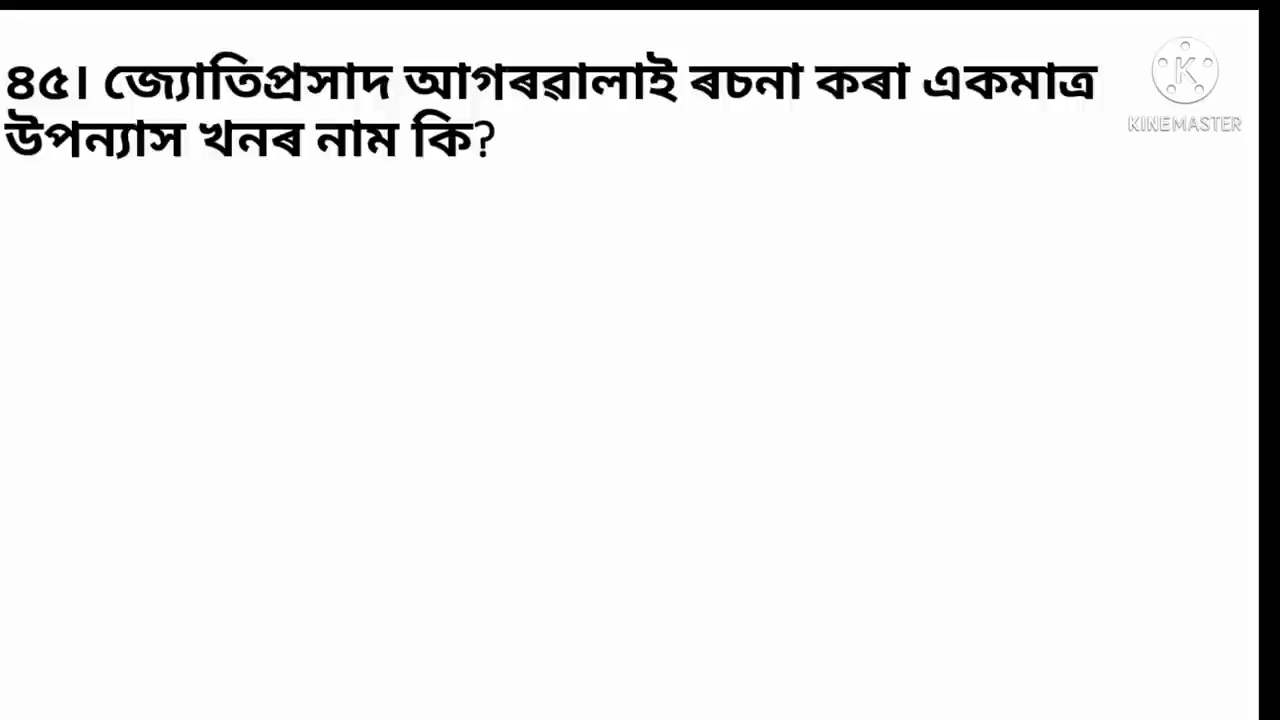 ৪৫। জ্যোতিপ্ৰসাদ আগৰৱালাই ৰচনা কৰা একমাত্ৰ
উপন্যাস খনৰ নাম কি?
KINEMASTER